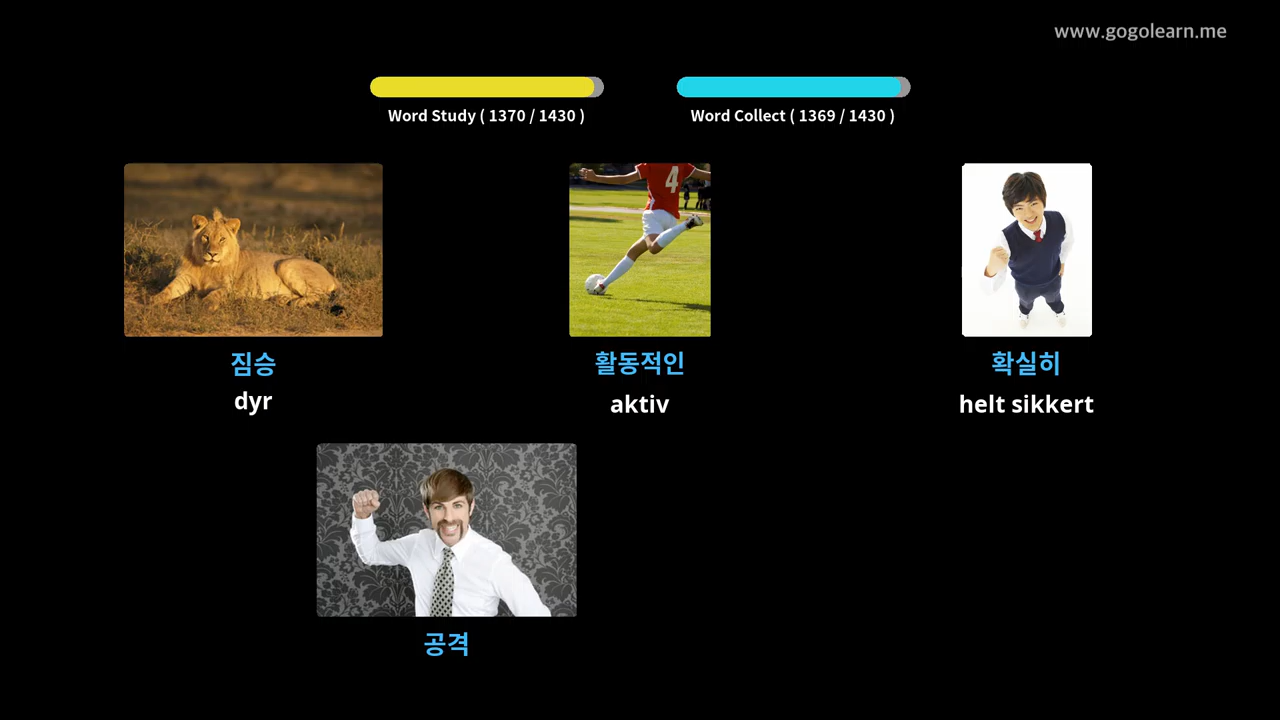 www.gogolearn.me
Word Study ( 1370 / 1430 )
Word Collect ( 1369 / 1430 )
4
짐승
dyr
활동적인
aktiv
확실히
helt sikkert
공격